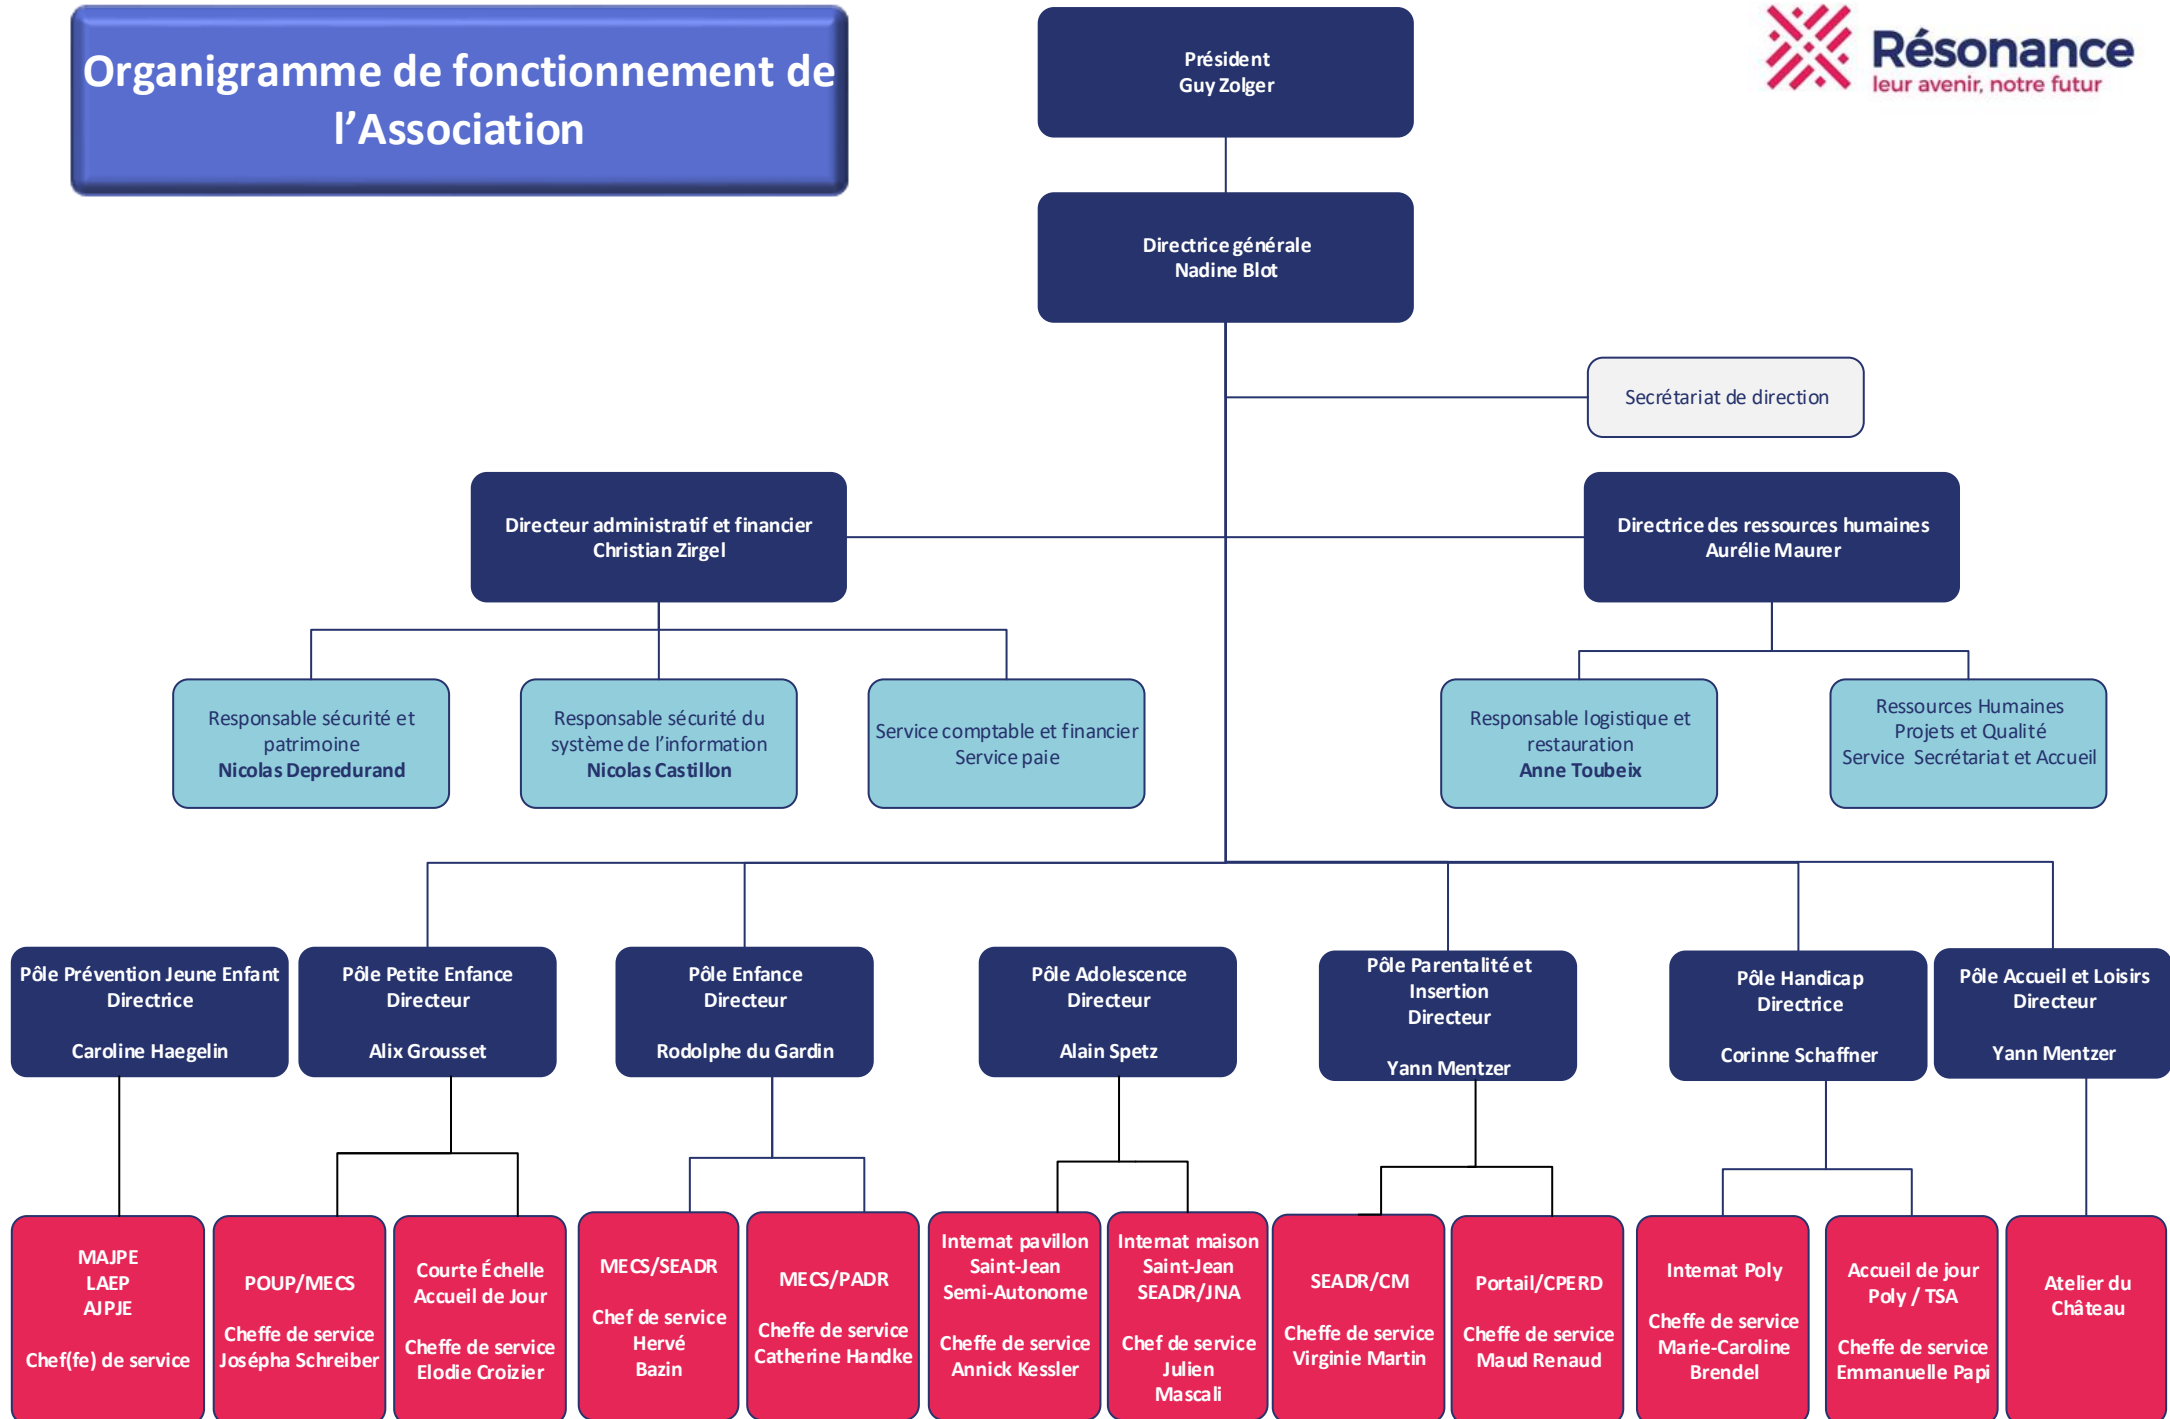 Organigramme de fonctionnement de
l'Association
Président
Guy Zolger
Résonance
leur avenir, notre futur
Directrice générale
Nadine Blot
Secrétariat de direction
Directeur administratif et financier
Christian Zirgel
Directrice des ressources humaines
Aurélie Maurer
Responsable sécurité et
patrimoine
Nicolas Depredurand
Responsable sécurité du
système de l'information
Nicolas Castillon
Service comptable et financier
Service paie
Responsable logistique et
restauration
Anne Toubeix
Ressources Humaines
Projets et Qualité
Service Secrétariat et Accueil
Pôle Prévention Jeune Enfant
Directrice
Caroline Haegelin
Pôle Petite Enfance
Directeur
Alix Grousset
Pôle Enfance
Directeur
Rodolphe du Gardin
Pôle Adolescence
Directeur
Alain Spetz
Pôle Parentalité et
Insertion
Directeur
Yann Mentzer
Pôle Handicap
Directrice
Corinne Schaffner
Pôle Accueil et Loisirs
Directeur
Yann Mentzer
MAJPE
LAEP
AJPJE
Chef(fe) de service
POUP/MECS
Cheffe de service
Josépha Schreiber
Courte Échelle
Accueil de Jour
Cheffe de service
Elodie Croizier
MECS/SEADR
Chef de service
Hervé
Bazin
MECS/PADR
Cheffe de service
Catherine Handke
Internat pavillon
Saint-Jean
Semi-Autonome
Cheffe de service
Annick Kessler
Internat maison
Saint-Jean
SEADR/JNA
Chef de service
Julien
Mascali
SEADR/CM
Cheffe de service
Virginie Martin
Portail/CPERD
Cheffe de service
Maud Renaud
Internat Poly
Cheffe de service
Marie-Caroline
Brendel
Accueil de jour
Poly / TSA
Cheffe de service
Emmanuelle Papi
Atelier du
Château